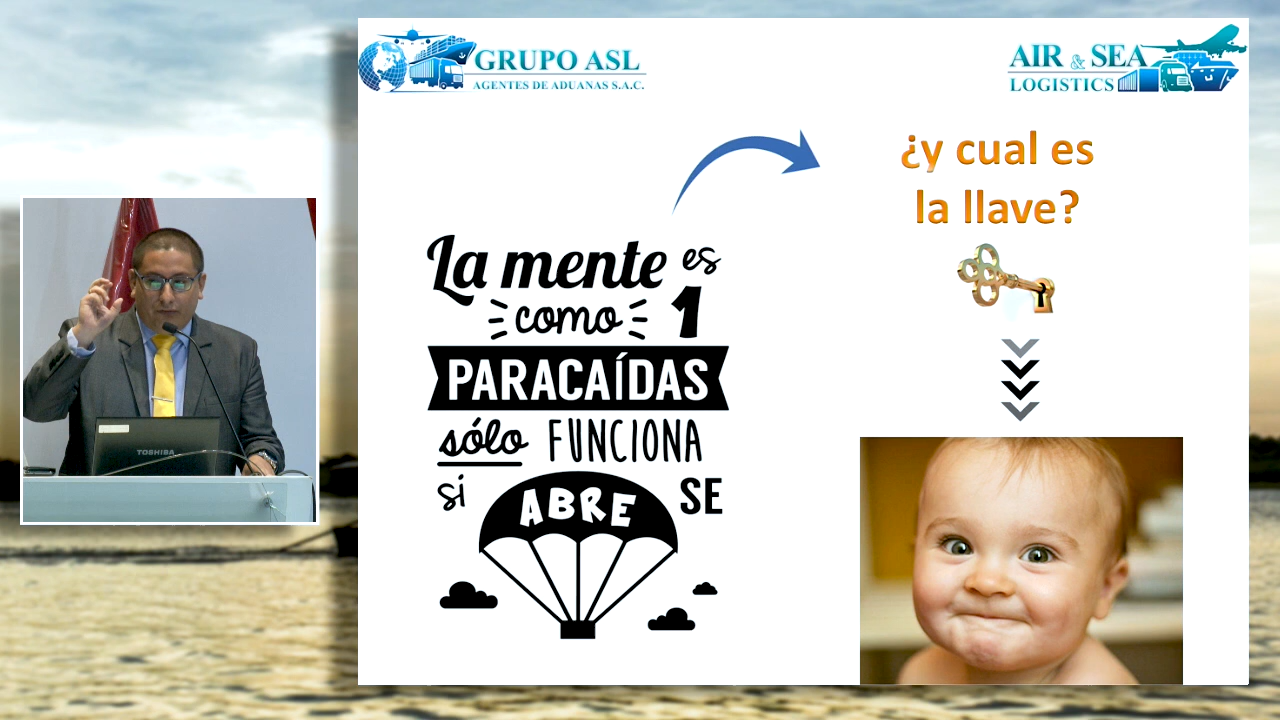 GRUPO ASL
AGENTES DE ADUANAS S.A.C.
AIR & SEA
LOGISTICS
¿y cual es
la llave?
La mente es
como 1
PARACAÍDAS
sólo FUNCIONA
si ABRE SE
TOSHIBA